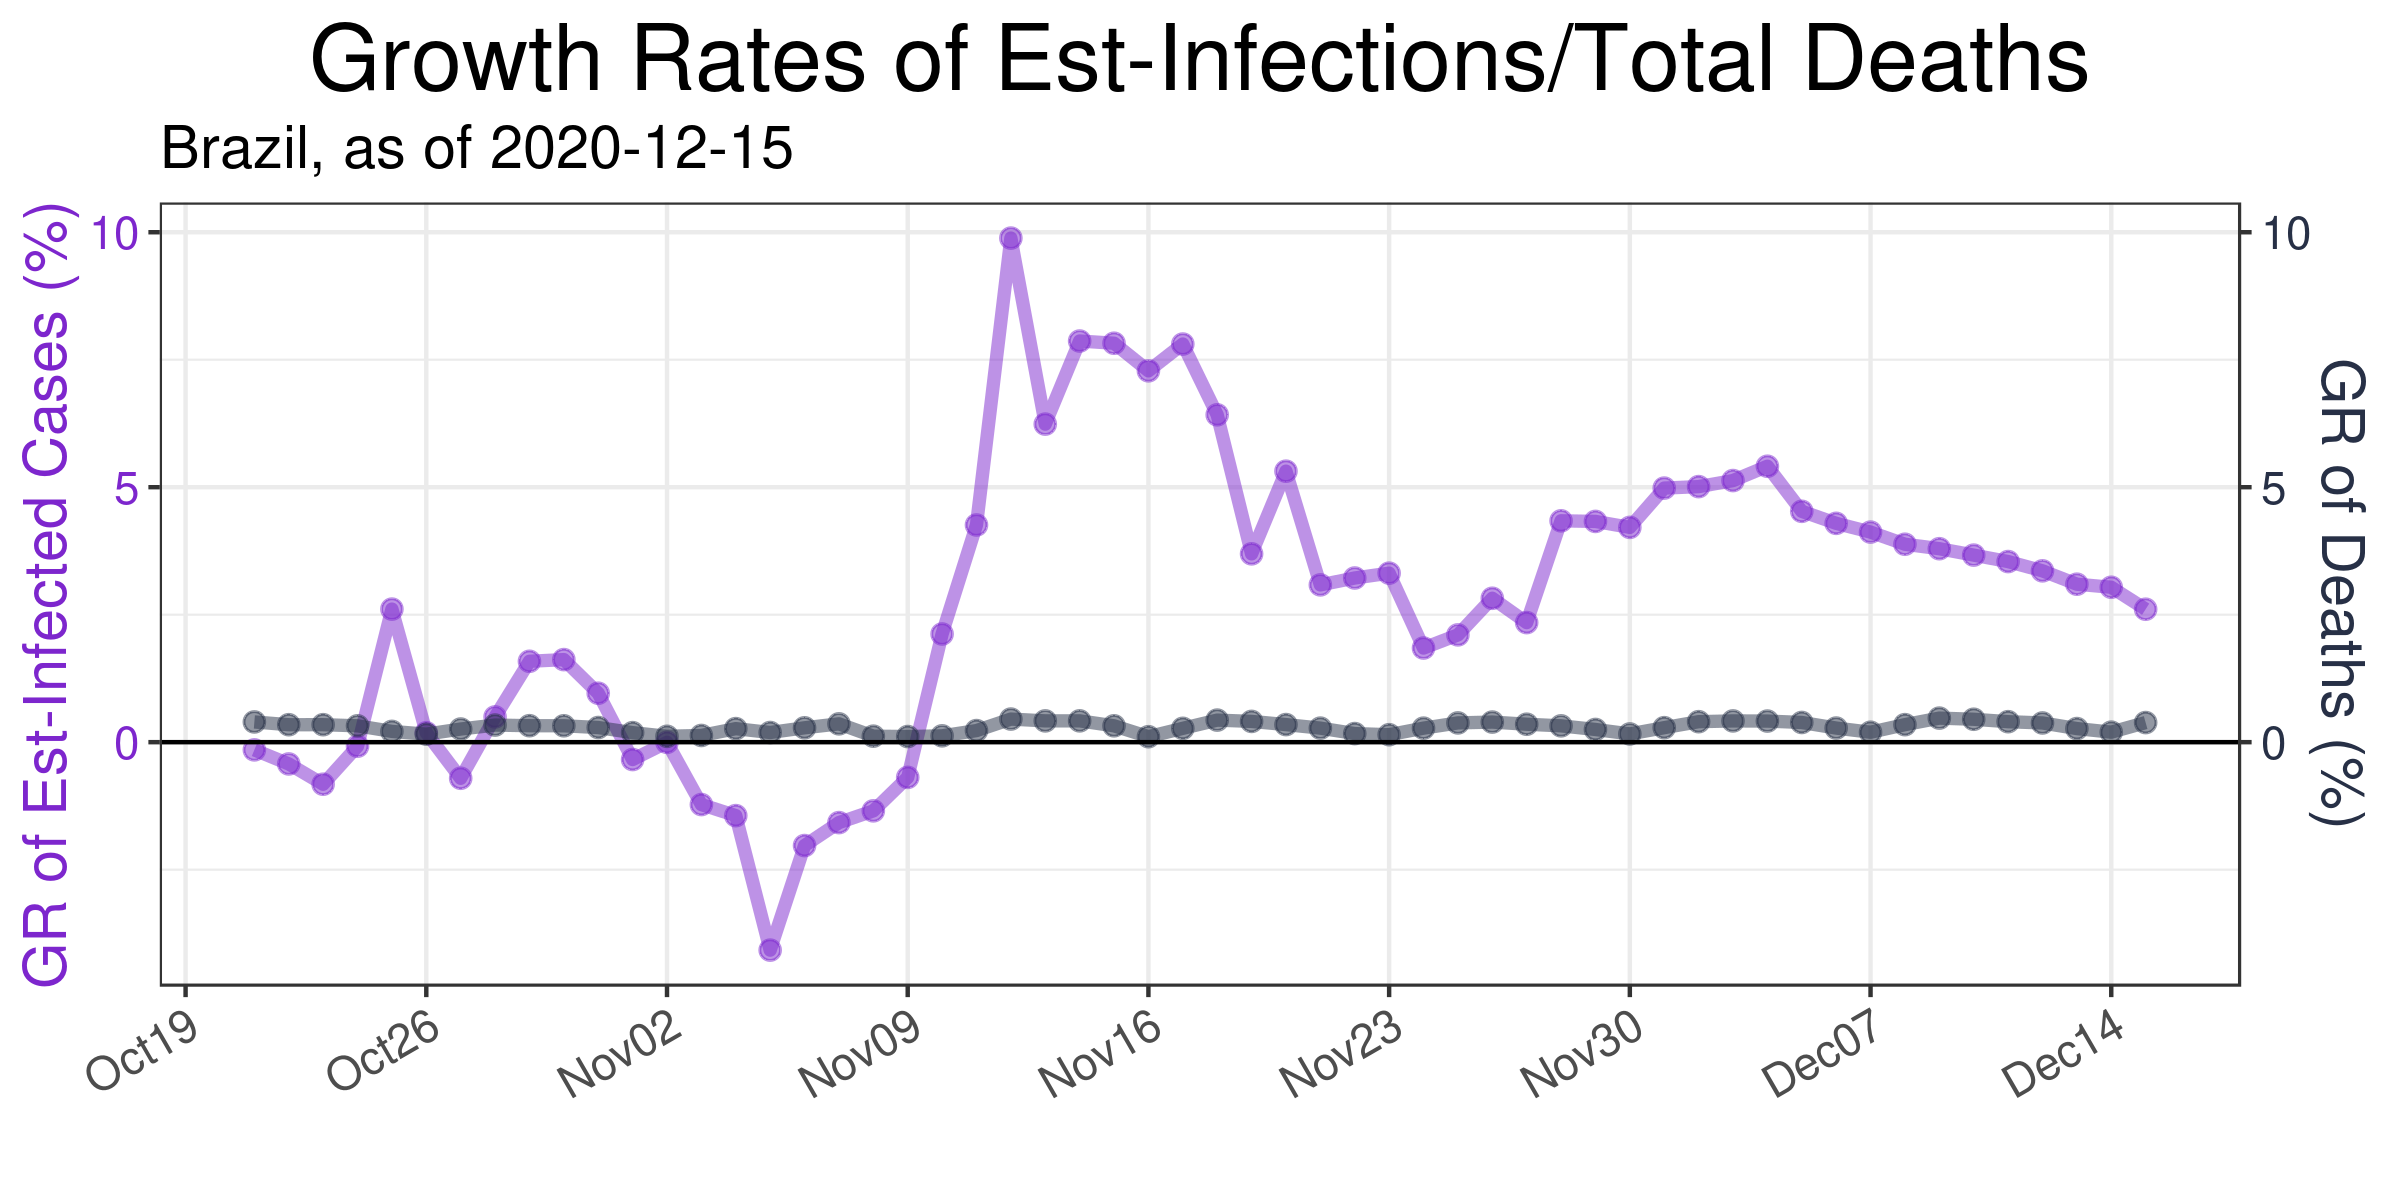 Growth Rates of Est-Infections/Total Deaths
Brazil, as of 2020-12-15
GR of Est-Infected Cases (%)
10
5
0
10
5
0
GR of Deaths (%)
Oct19
Oct26
Nov02
Nov09
Nov16
Nov23
Nov30
Dec07
Dec14